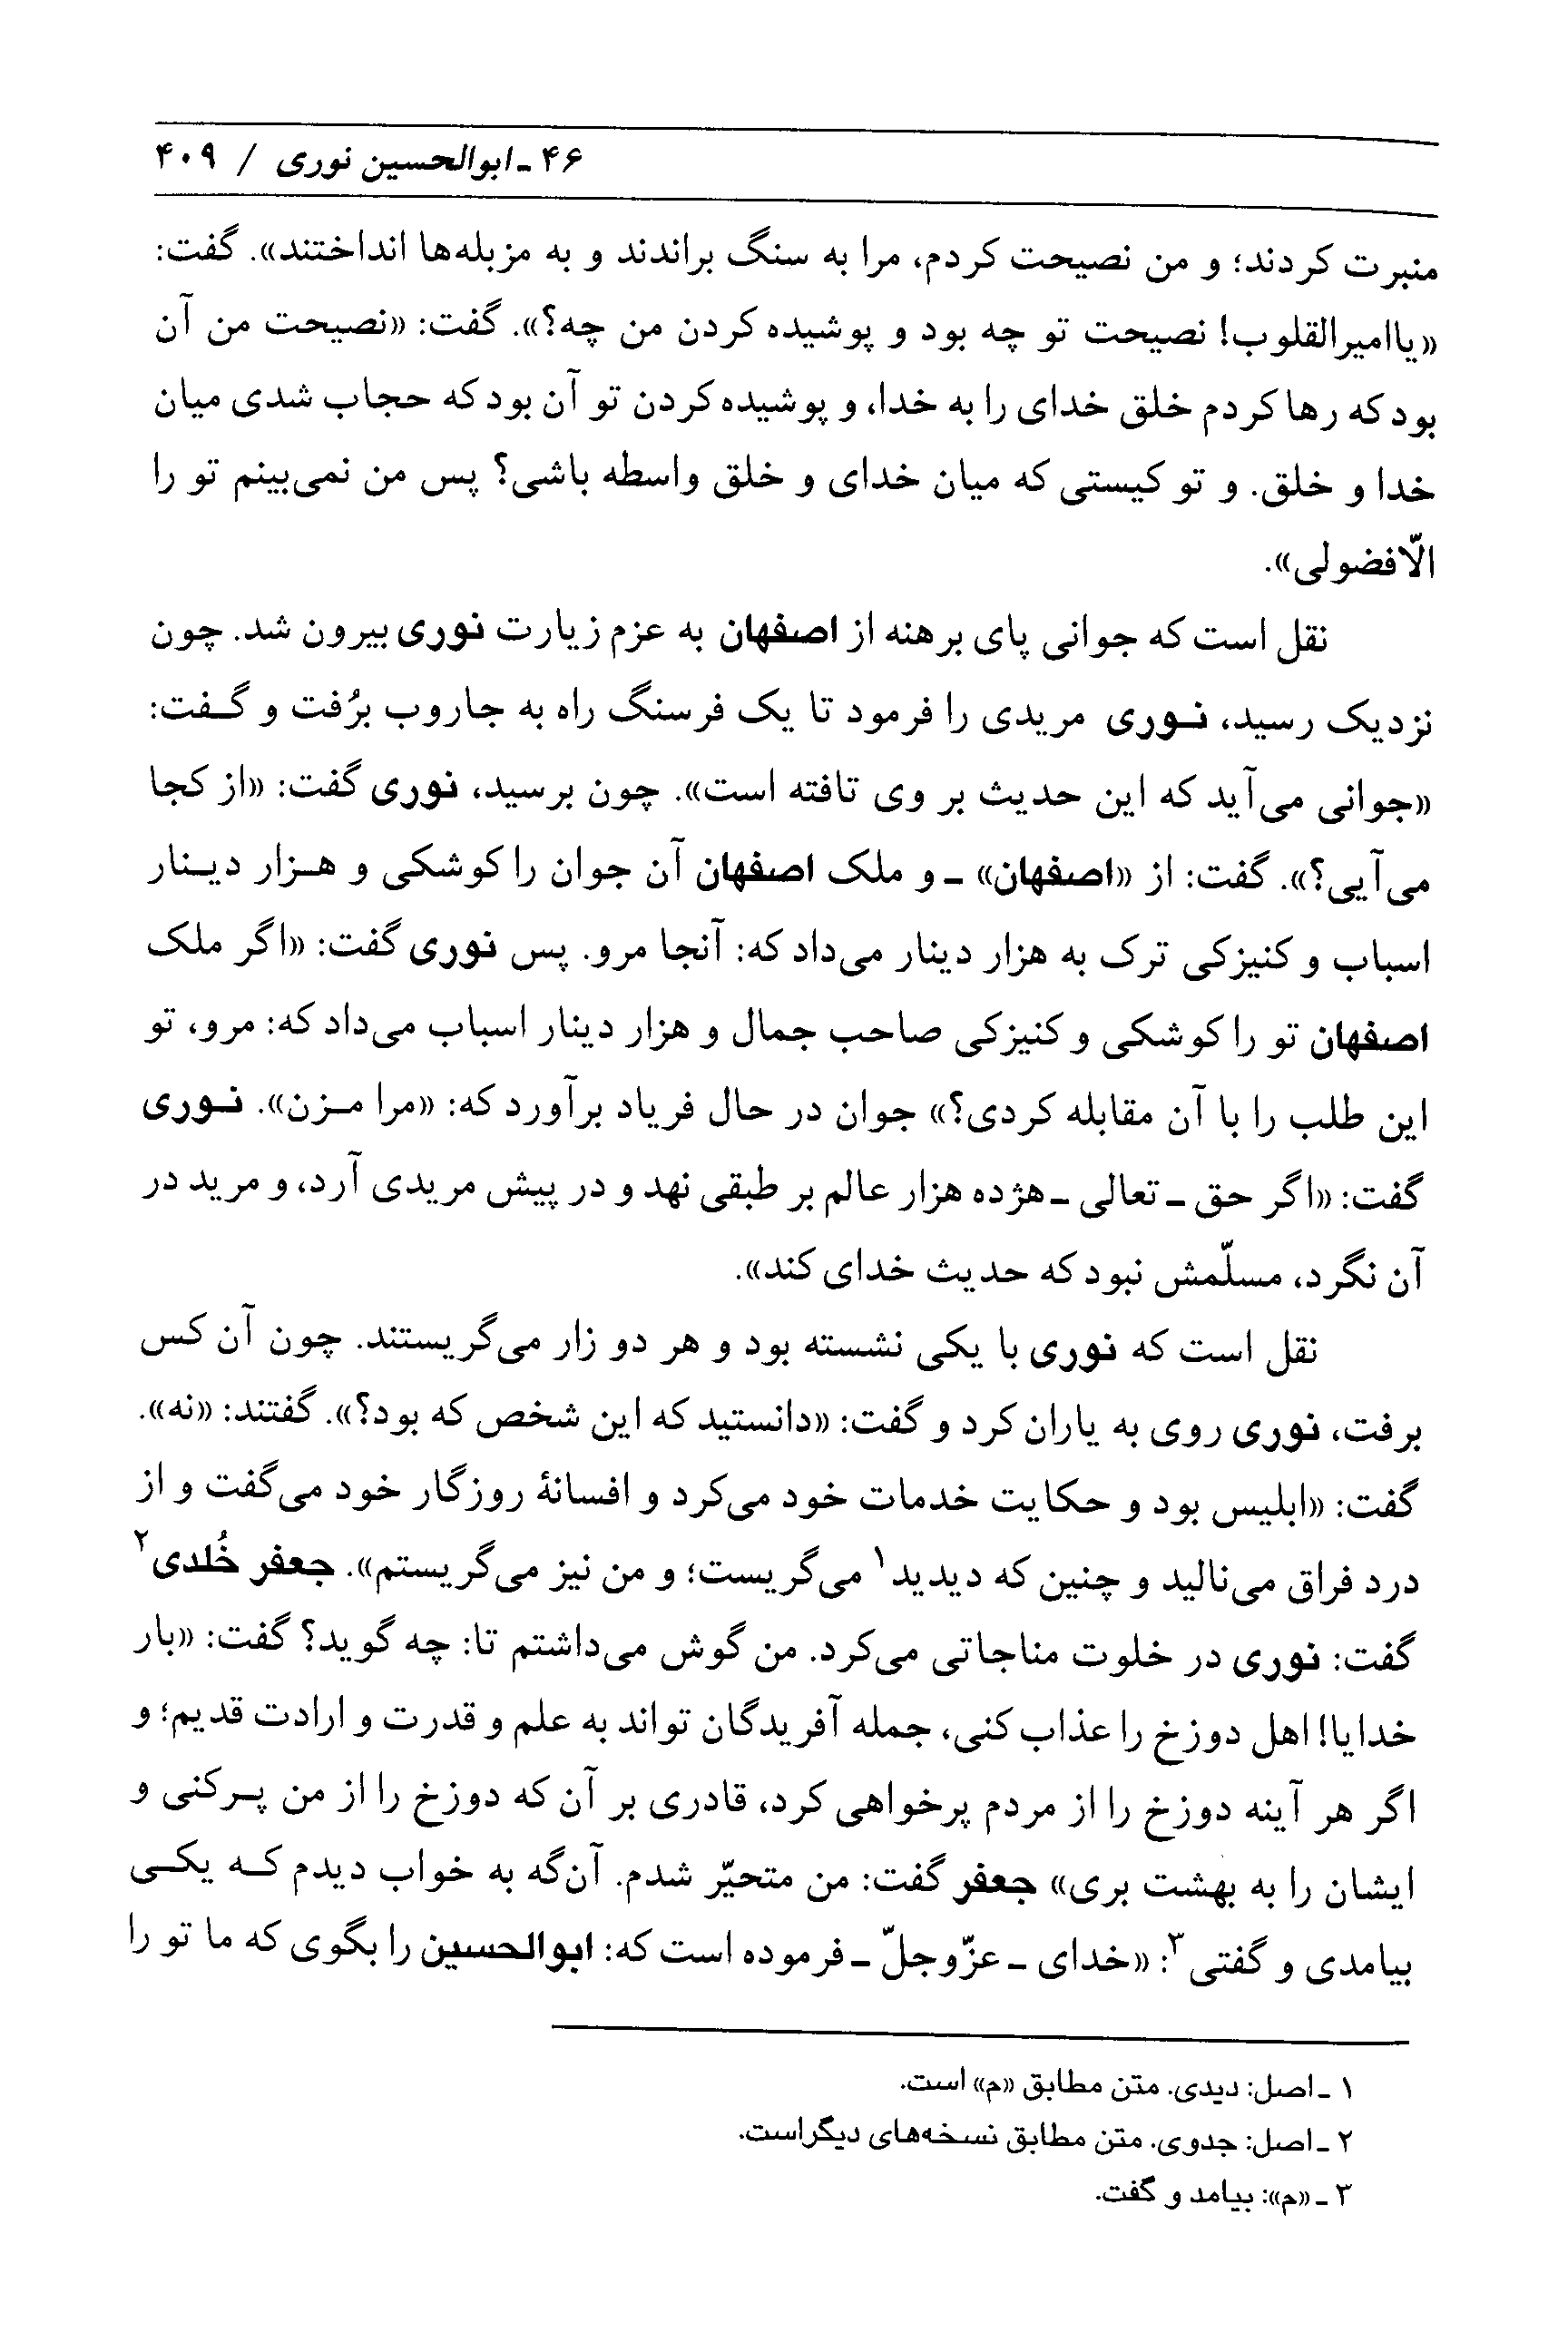 ۴۶ ـ ابوالحسین نوری / ۴۰۹
منبرت کردند؛ و من نصیحت کردم، مرا به سنگ براندند و به مزبله‌ها انداختند». گفت:
«یاامیرالقلوب! نصیحت تو چه بود و پوشیده کردن من چه؟». گفت: «نصیحت من آن
بود که رها کردم خلق خدای را به خدا، و پوشیده کردن تو آن بود که حجاب شدی میان
خدا و خلق. و تو کیستی که میان خدای و خلق واسطه باشی؟ پس من نمی‌بینم تو را
الّافضولی».
نقل است که جوانی پای برهنه از اصفهان به عزم زیارت نوری بیرون شد. چون
نزدیک رسید، نوری مریدی را فرمود تا یک فرسنگ راه به جاروب برُفت و گفت:
«جوانی می‌آید که این حدیث بر وی تافته است». چون برسید، نوری گفت: «از کجا
می‌آیی؟». گفت: از «اصفهان» ـ و ملک اصفهان آن جوان را کوشکی و هزار دینار
اسباب و کنیزکی ترک به هزار دینار می‌داد که: آنجا مرو. پس نوری گفت: «اگر ملک
اصفهان تو را کوشکی و کنیزکی صاحب جمال و هزار دینار اسباب می‌داد که: مرو، تو
این طلب را با آن مقابله کردی؟» جوان در حال فریاد برآورد که: «مرا مزن». نوری
گفت: «اگر حق ـ تعالی ـ هژده هزار عالم بر طبقی نهد و در پیش مریدی آرد، و مرید در
آن نگرد، مسلّمش نبود که حدیث خدای کند».
نقل است که نوری با یکی نشسته بود و هر دو زار می‌گریستند. چون آن کس
برفت، نوری روی به یاران کرد و گفت: «دانستید که این شخص که بود؟». گفتند: «نه».
گفت: «ابلیس بود و حکایت خدمات خود می‌کرد و افسانهٔ روزگار خود می‌گفت و از
درد فراق می‌نالید و چنین که دیدید۱ می‌گریست؛ و من نیز می‌گریستم». جعفر خُلدی۲
گفت: نوری در خلوت مناجاتی می‌کرد. من گوش می‌داشتم تا: چه گوید؟ گفت: «بار
خدایا! اهل دوزخ را عذاب کنی، جمله آفریدگان تواند به علم و قدرت و ارادت قدیم؛ و
اگر هر آینه دوزخ را از مردم پرخواهی کرد، قادری بر آن که دوزخ را از من پرکنی و
ایشان را به بهشت بری» جعفر گفت: من متحیّر شدم. آن‌گه به خواب دیدم که یکی
بیامدی و گفتی۳: «خدای ـ عزّوجلّ ـ فرموده است که: ابوالحسین را بگوی که ما تو را
۱ ـ اصل: دیدی. متن مطابق «م» است.
۲ ـ اصل: جدوی. متن مطابق نسخه‌های دیگراست.
۳ ـ «م»: بیامد و گفت.